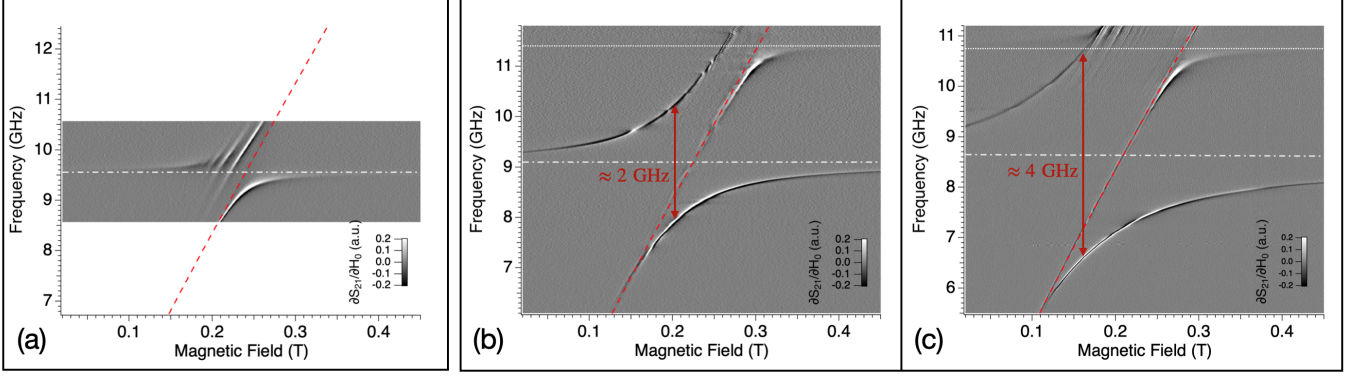 12
11
10
9
8
7
Frequency (GHz)
0.1 0.2 0.3 0.4
Magnetic Field (T)
∂S21/∂H0 (a.u.)
0.2
0.1
0.0
-0.1
-0.2
(a)
11
10
9
8
7
Frequency (GHz)
≈ 2 GHz
0.1 0.2 0.3 0.4
Magnetic Field (T)
∂S21/∂H0 (a.u.)
0.2
0.1
0.0
-0.1
-0.2
(b)
11
10
9
8
7
6
Frequency (GHz)
≈ 4 GHz
0.1 0.2 0.3 0.4
Magnetic Field (T)
∂S21/∂H0 (a.u.)
0.2
0.1
0.0
-0.1
-0.2
(c)